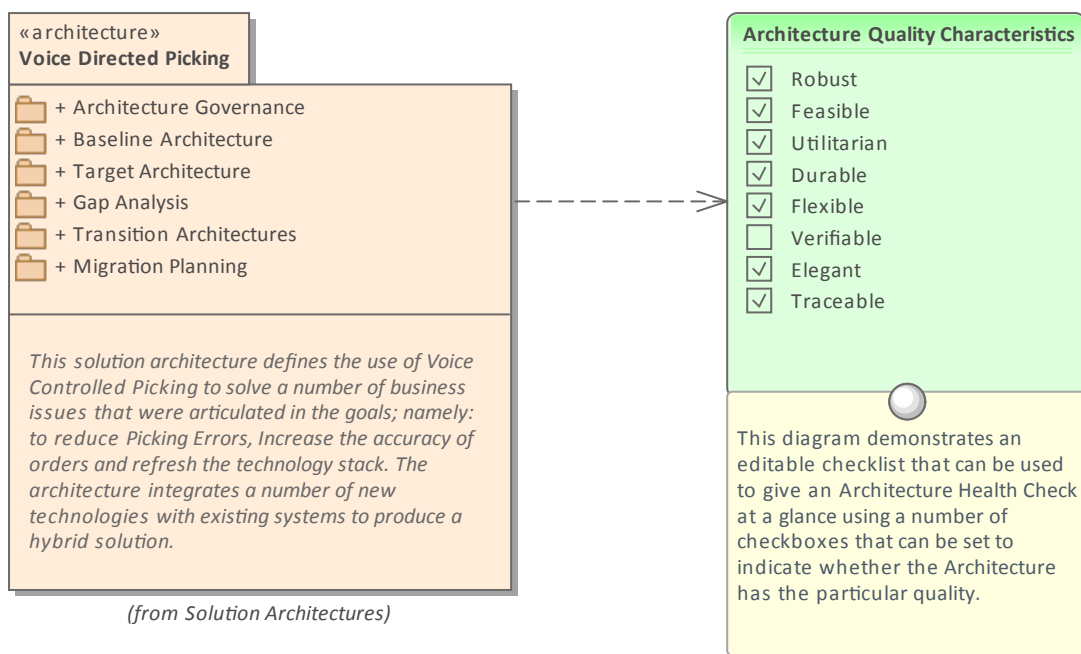 «architecture»
Voice Directed Picking
+ Architecture Governance
+ Baseline Architecture
+ Target Architecture
+ Gap Analysis
+ Transition Architectures
+ Migration Planning
This solution architecture defines the use of Voice
Controlled Picking to solve a number of business
issues that were articulated in the goals; namely:
to reduce Picking Errors, Increase the accuracy of
orders and refresh the technology stack. The
architecture integrates a number of new
technologies with existing systems to produce a
hybrid solution.
(from Solution Architectures)
Architecture Quality Characteristics
Robust
Feasible
Utilitarian
Durable
Flexible
Verifiable
Elegant
Traceable
This diagram demonstrates an
editable checklist that can be used
to give an Architecture Health Check
at a glance using a number of
checkboxes that can be set to
indicate whether the Architecture
has the particular quality.